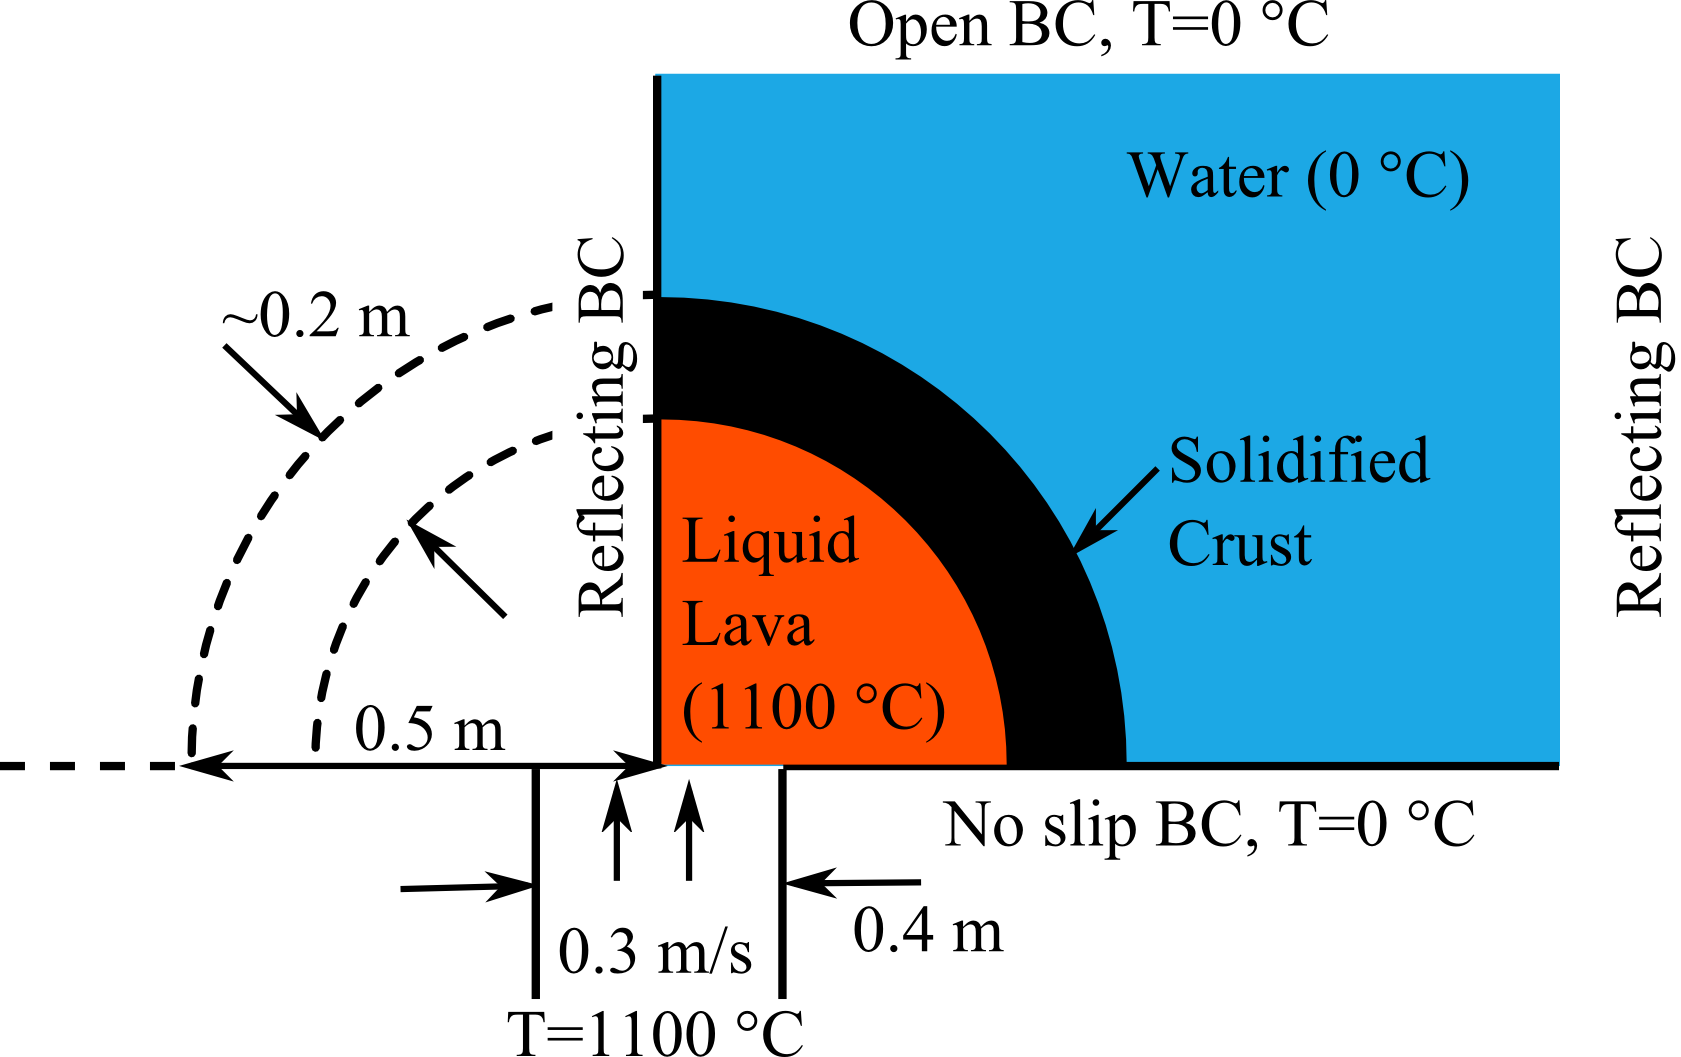 Open BC, T=0 °C
Water (0 °C)
Reflecting BC
Reflecting BC
~0.2 m
Solidified
Crust
Liquid
Lava
(1100 °C)
0.5 m
No slip BC, T=0 °C
0.3 m/s
0.4 m
T=1100 °C